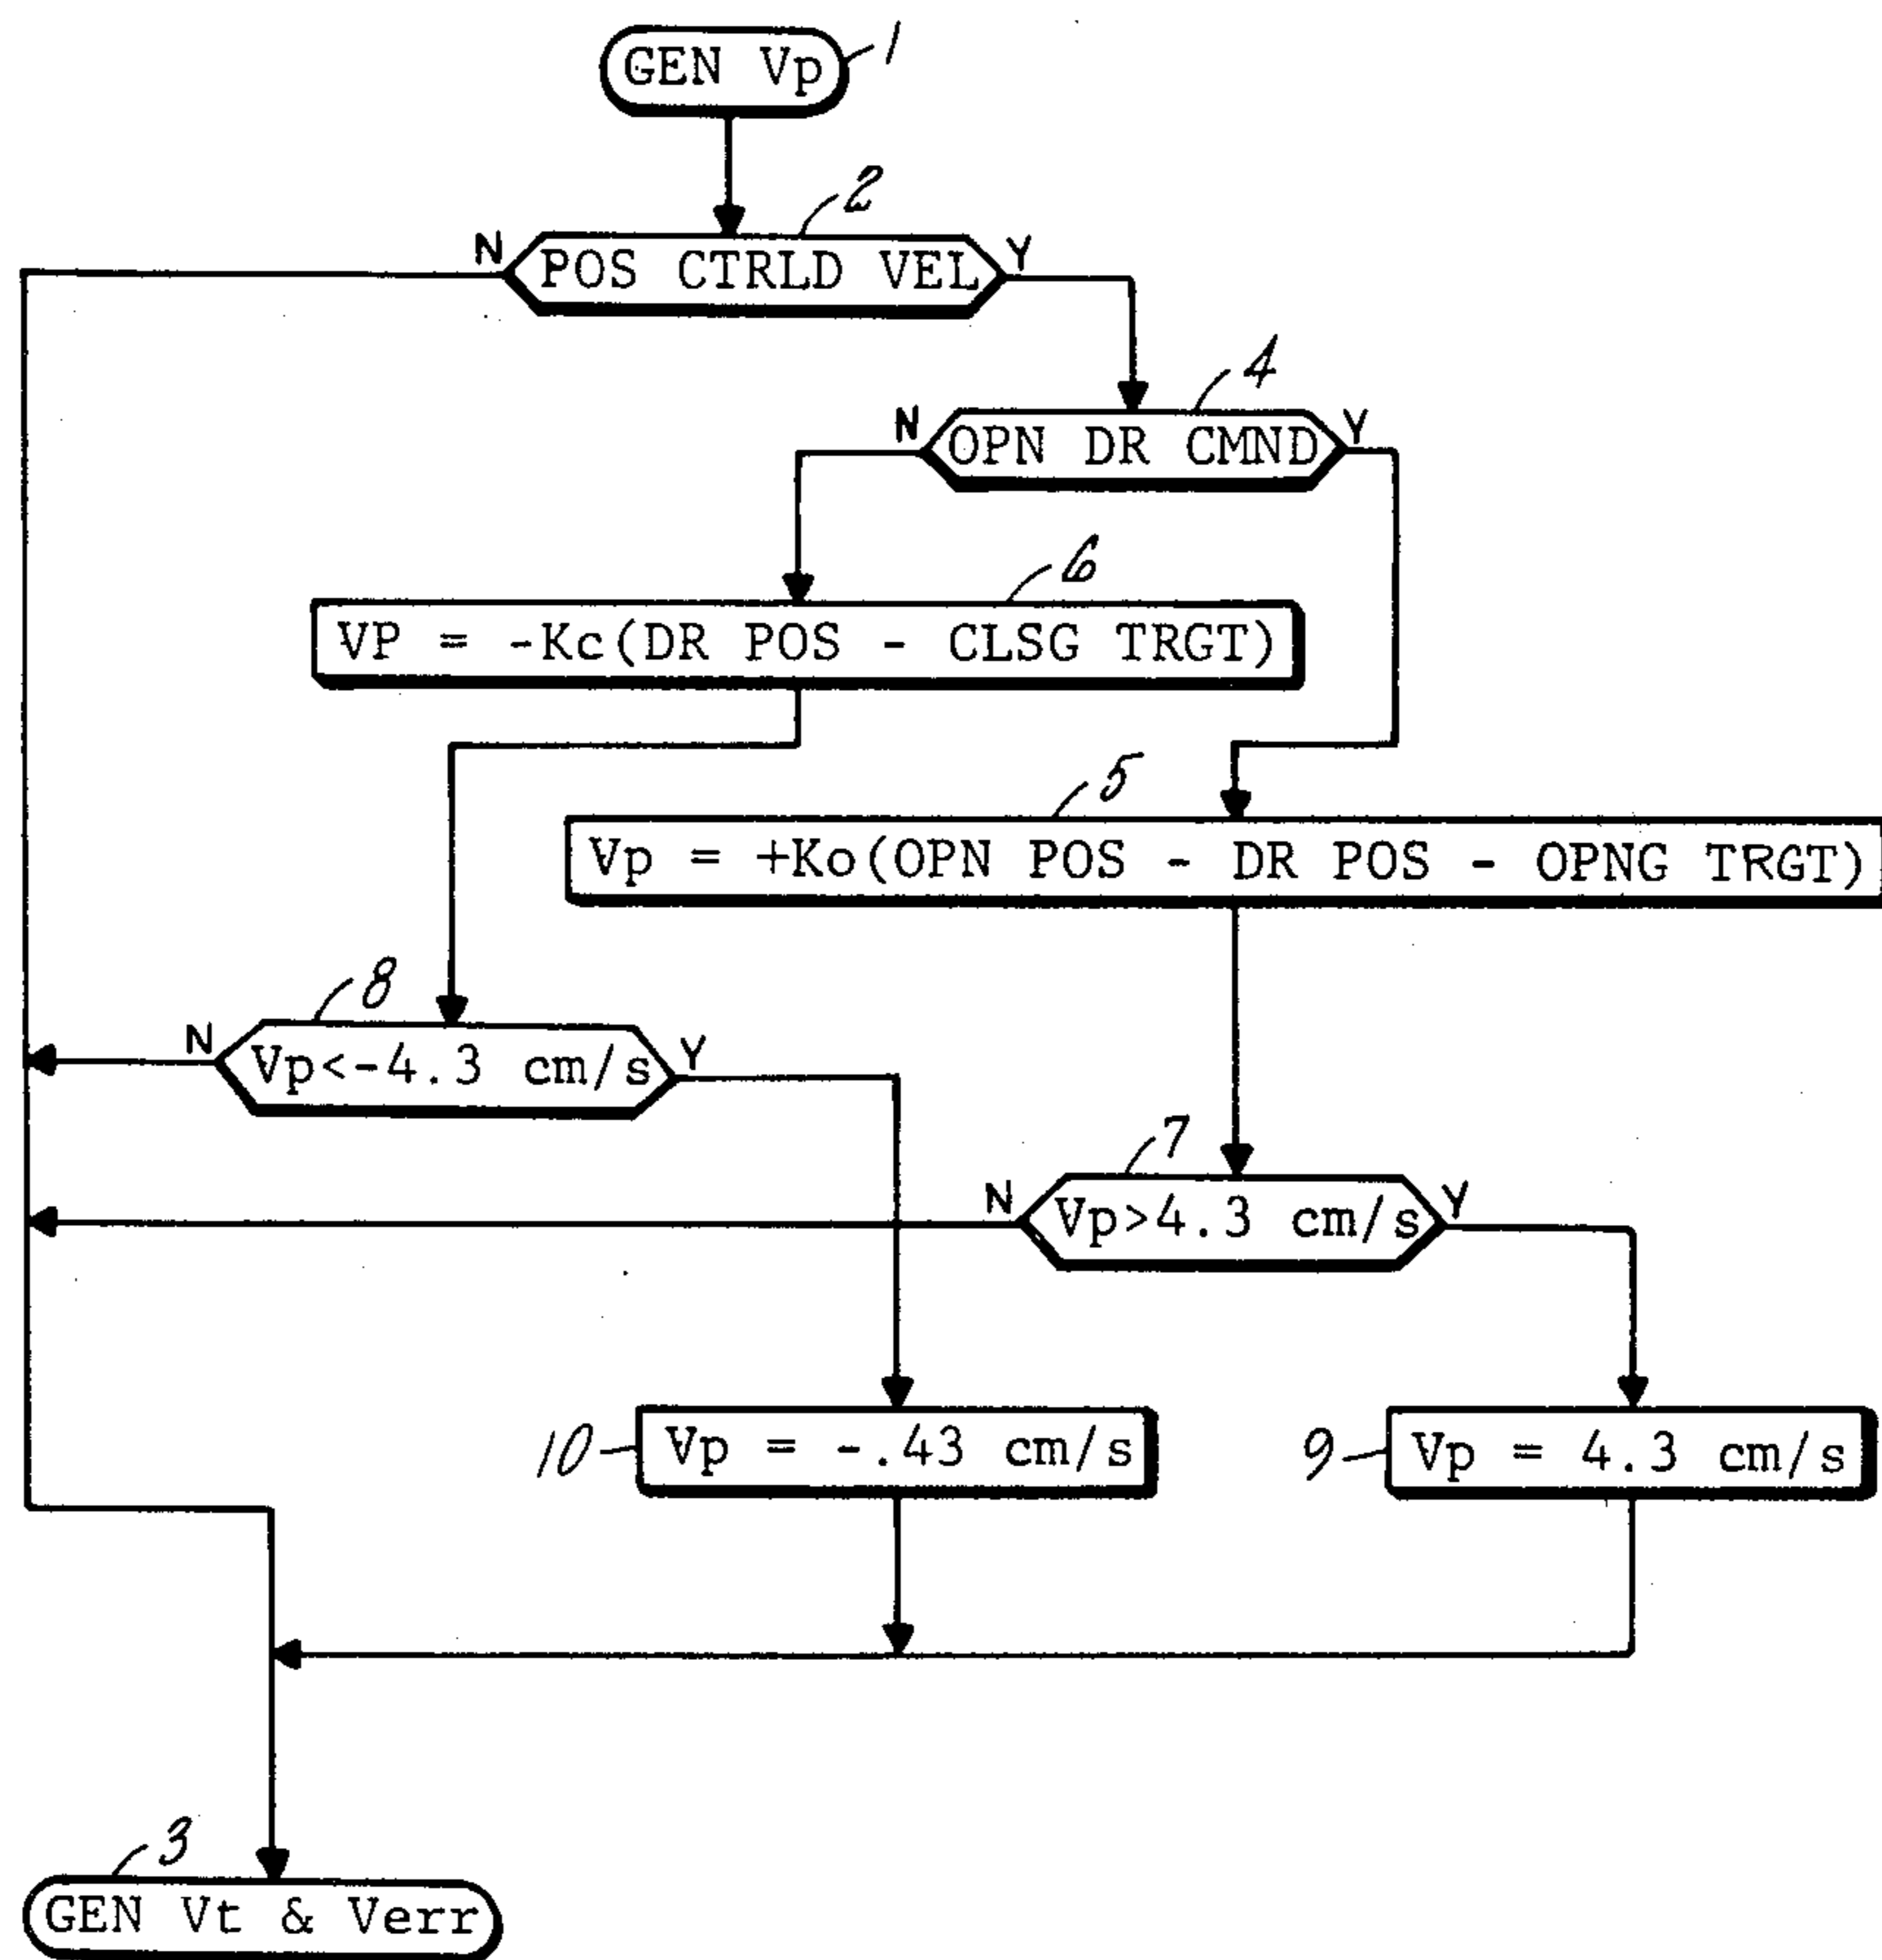 GEN Vp
1
2
N
POS CTRLD VEL
Y
4
N
OPN DR CMND
Y
6
VP = -Kc(DR POS - CLSG TRGT)
5
Vp = +Ko(OPN POS - DR POS - OPNG TRGT)
8
N
Vp<-4.3 cm/s
Y
7
N
Vp>4.3 cm/s
Y
10
Vp = -.43 cm/s
9
Vp = 4.3 cm/s
3
GEN Vt & Verr